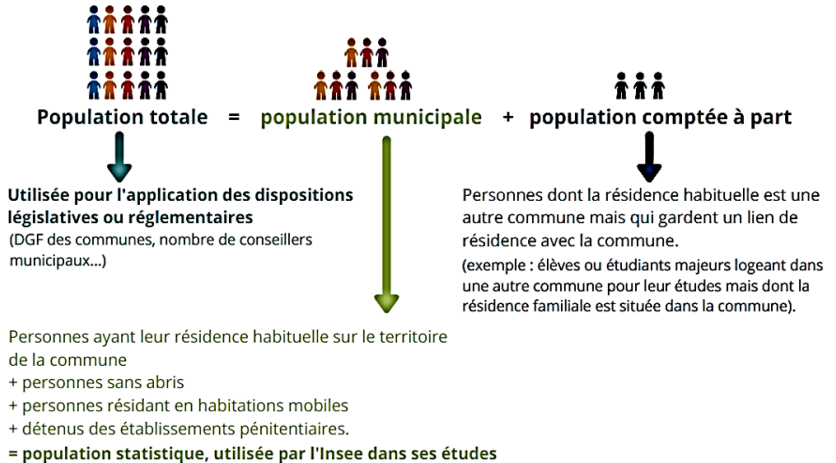 Population totale = population municipale + population comptée à part
Utilisée pour l'application des dispositions
législatives ou réglementaires
(DGF des communes, nombre de conseillers
municipaux...)
Personnes dont la résidence habituelle est une
autre commune mais qui gardent un lien de
résidence avec la commune.
(exemple : élèves ou étudiants majeurs logeant dans
une autre commune pour leur études mais dont la
résidence familiale est située dans la commune).
Personnes ayant leur résidence habituelle sur le territoire
de la commune
+ personnes sans abris
+ personnes résidant en habitations mobiles
+ détenus des établissements pénitentiaires.
= population statistique, utilisée par l'Insee dans ses études